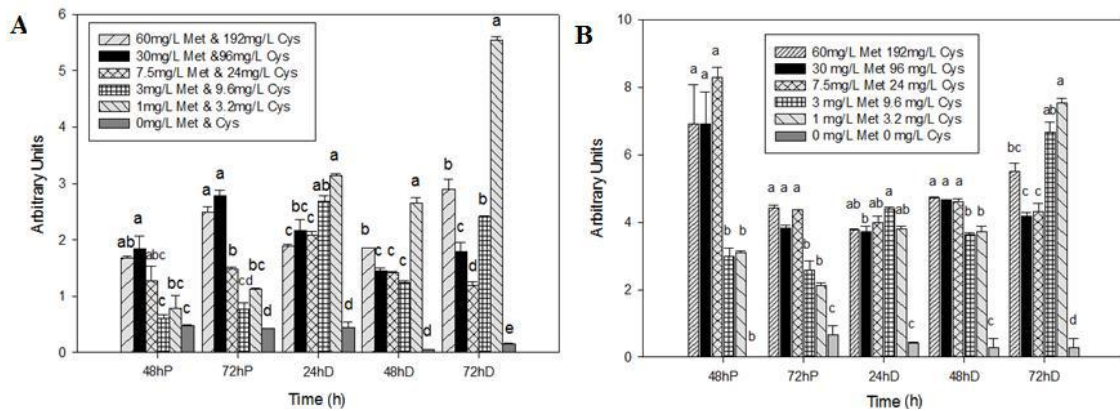 A
6
5
4
3
2
1
0
Arbitrary Units
60mg/L Met & 192mg/L Cys
30mg/L Met &96mg/L Cys
7.5mg/L Met & 24mg/L Cys
3mg/L Met & 9.6mg/L Cys
1mg/L Met & 3.2mg/L Cys
0mg/L Met & Cys
ab a abc c bc c
a a b cd bc d
c bc c ab a d
b c c c a d
b c d b a e
48hP 72hP 24hD 48hD 72hD
Time (h)
B
10
8
6
4
2
0
Arbitrary Units
60mg/L Met 192mg/L Cys
30 mg/L Met 96 mg/L Cys
7.5mg/L Met 24 mg/L Cys
3 mg/L Met 9.6 mg/L Cys
1 mg/L Met 3.2 mg/L Cys
0 mg/L Met 0 mg/L Cys
a a a b b b
a a a b b c
ab b ab a ab c
a a a b b c
bc c c ab a d
48hP 72hP 24hD 48hD 72hD
Time (h)